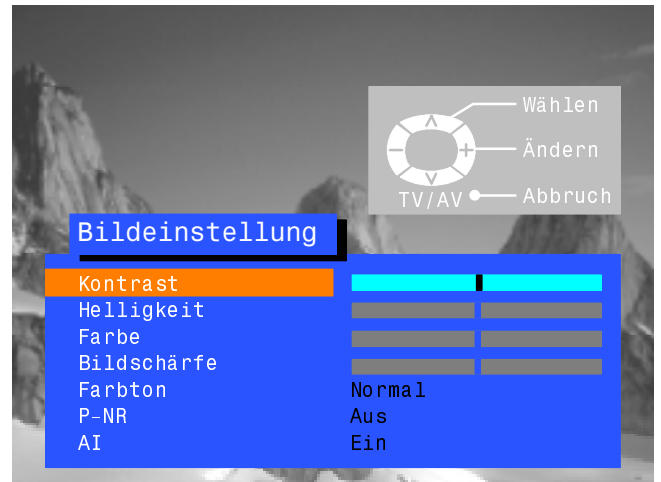 Wählen
Ändern
TV/AV Abbruch
Bildeinstellung
Kontrast
Helligkeit
Farbe
Bildschärfe
Farbton Normal
P-NR Aus
AI Ein